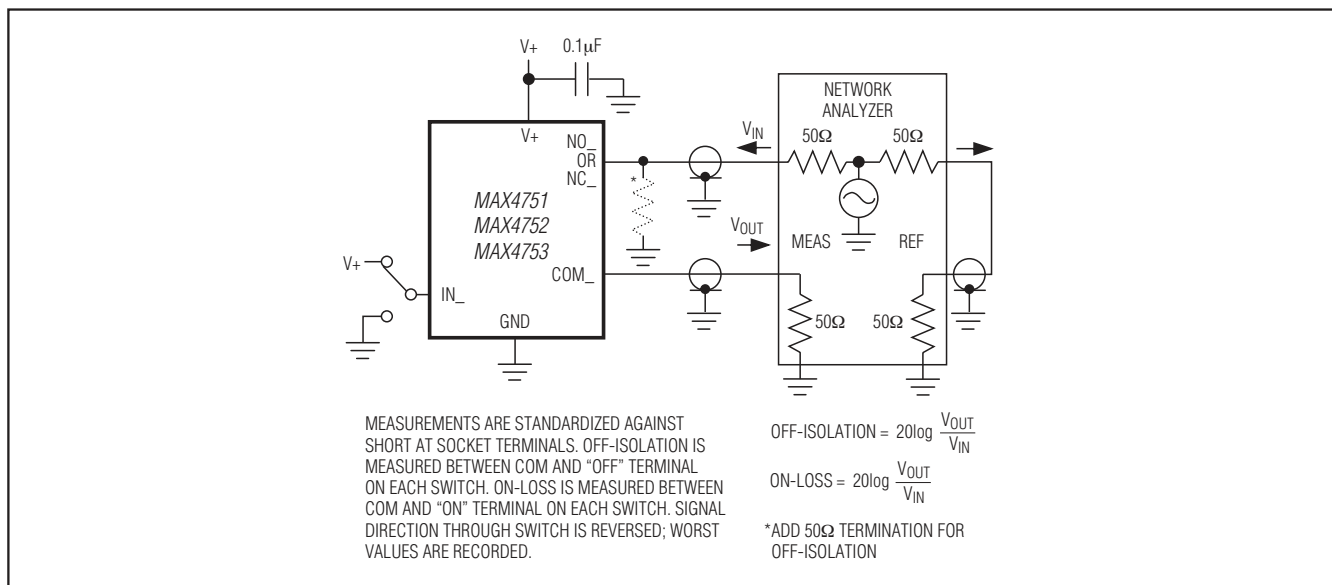 V+
0.1µF
V+
NO_
OR
NC_
*
MAX4751
MAX4752
MAX4753
COM_
V+
IN_
GND
V_IN
V_OUT
NETWORK
ANALYZER
50Ω
50Ω
MEAS
REF
50Ω
50Ω
MEASUREMENTS ARE STANDARDIZED AGAINST
SHORT AT SOCKET TERMINALS. OFF-ISOLATION IS
MEASURED BETWEEN COM AND “OFF” TERMINAL
ON EACH SWITCH. ON-LOSS IS MEASURED BETWEEN
COM AND “ON” TERMINAL ON EACH SWITCH. SIGNAL
DIRECTION THROUGH SWITCH IS REVERSED; WORST
VALUES ARE RECORDED.
OFF-ISOLATION = 20log V_OUT / V_IN
ON-LOSS = 20log V_OUT / V_IN
*ADD 50Ω TERMINATION FOR
OFF-ISOLATION